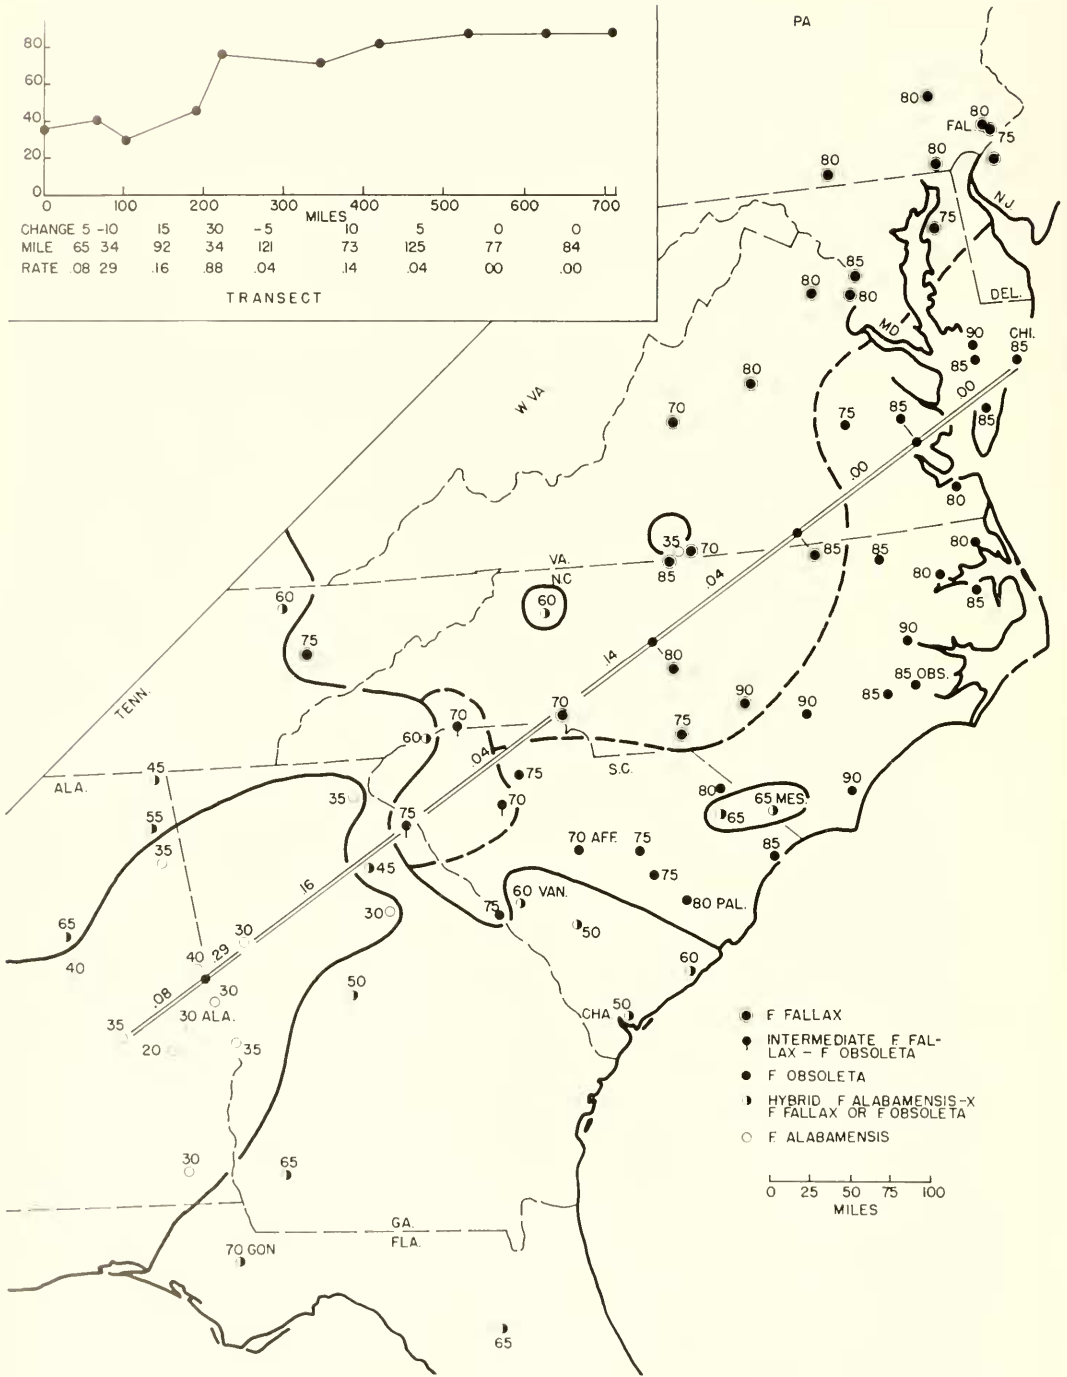 80
60
40
20
0
0 100 200 300 400 500 600 700
MILES
CHANGE 5 -10 15 30 -5 10 5 0 0
MILE 65 34 92 34 121 73 125 77 84
RATE .08 29 .16 .88 .04 .14 .04 00 .00
TRANSECT
PA
80
80
FAL.
75
80
80
N.J.
75
85
80
80
DEL.
MD
90
CHI.
85
85
80
.00
W VA
70
75
85
85
.00
80
35
70
VA.
N.C
85
85
85
80
.04
80
85
60
60
90
75
.14
80
85 OBS.
85
TENN.
90
90
70
70
60
75
.04
S.C.
75
ALA.
45
35
80
90
70
65 MES.
65
75
55
35
70 AFF.
75
85
45
.16
60 VAN.
80 PAL.
75
30
50
65
30
40
.29
40
60
50
.08
30
30 ALA.
CHA.
50
35
20
35
F. FALLAX
INTERMEDIATE F. FAL-
LAX - F OBSOLETA
F OBSOLETA
HYBRID F ALABAMENSIS-X
F FALLAX OR F OBSOLETA
F. ALABAMENSIS
30
65
0 25 50 75 100
MILES
GA.
FLA.
70 GON
65